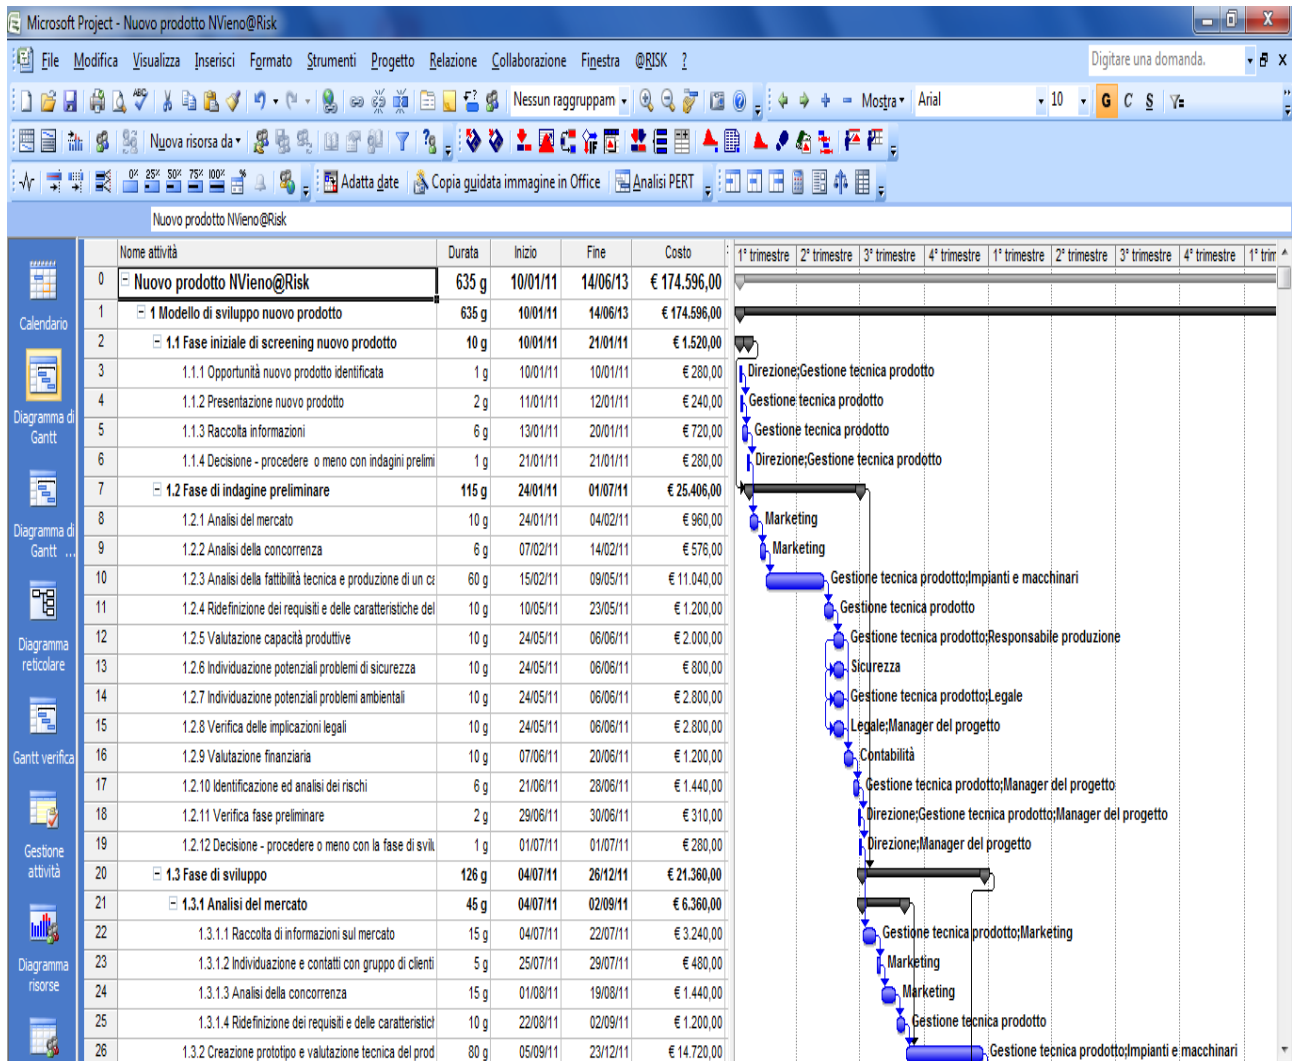 Microsoft Project - Nuovo prodotto NVieno@Risk
File Modifica Visualizza Inserisci Formato Strumenti Progetto Relazione Collaborazione Finestra @RISK ? Digitare una domanda.
Nessun raggruppam Mostra Arial 10 G C S
Nuova risorsa da
0% 25% 50% 75% 100% Adatta date Copia guidata immagine in Office Analisi PERT
Nuovo prodotto NVieno@Risk
Nome attività Durata Inizio Fine Costo 1° trimestre 2° trimestre 3° trimestre 4° trimestre 1° trimestre 2° trimestre 3° trimestre 4° trimestre 1° trim
0 Nuovo prodotto NVieno@Risk 635 g 10/01/11 14/06/13 € 174.596,00
1 1 Modello di sviluppo nuovo prodotto 635 g 10/01/11 14/06/13 € 174.596,00
2 1.1 Fase iniziale di screening nuovo prodotto 10 g 10/01/11 21/01/11 € 1.520,00
3 1.1.1 Opportunità nuovo prodotto identificata 1 g 10/01/11 10/01/11 € 280,00 Direzione;Gestione tecnica prodotto
4 1.1.2 Presentazione nuovo prodotto 2 g 11/01/11 12/01/11 € 240,00 Gestione tecnica prodotto
5 1.1.3 Raccolta informazioni 6 g 13/01/11 20/01/11 € 720,00 Gestione tecnica prodotto
6 1.1.4 Decisione - procedere o meno con indagini prelimi 1 g 21/01/11 21/01/11 € 280,00 Direzione;Gestione tecnica prodotto
7 1.2 Fase di indagine preliminare 115 g 24/01/11 01/07/11 € 25.406,00
8 1.2.1 Analisi del mercato 10 g 24/01/11 04/02/11 € 960,00 Marketing
9 1.2.2 Analisi della concorrenza 6 g 07/02/11 14/02/11 € 576,00 Marketing
10 1.2.3 Analisi della fattibilità tecnica e produzione di un ca 60 g 15/02/11 09/05/11 € 11.040,00 Gestione tecnica prodotto;Impianti e macchinari
11 1.2.4 Ridefinizione dei requisiti e delle caratteristiche del 10 g 10/05/11 23/05/11 € 1.200,00 Gestione tecnica prodotto
12 1.2.5 Valutazione capacità produttive 10 g 24/05/11 06/06/11 € 2.000,00 Gestione tecnica prodotto;Responsabile produzione
13 1.2.6 Individuazione potenziali problemi di sicurezza 10 g 24/05/11 06/06/11 € 800,00 Sicurezza
14 1.2.7 Individuazione potenziali problemi ambientali 10 g 24/05/11 06/06/11 € 2.800,00 Gestione tecnica prodotto;Legale
15 1.2.8 Verifica delle implicazioni legali 10 g 24/05/11 06/06/11 € 2.800,00 Legale;Manager del progetto
16 1.2.9 Valutazione finanziaria 10 g 07/06/11 20/06/11 € 1.200,00 Contabilità
17 1.2.10 Identificazione ed analisi dei rischi 6 g 21/06/11 28/06/11 € 1.440,00 Gestione tecnica prodotto;Manager del progetto
18 1.2.11 Verifica fase preliminare 2 g 29/06/11 30/06/11 € 310,00 Direzione;Gestione tecnica prodotto;Manager del progetto
19 1.2.12 Decisione - procedere o meno con la fase di svilu 1 g 01/07/11 01/07/11 € 280,00 Direzione;Manager del progetto
20 1.3 Fase di sviluppo 126 g 04/07/11 26/12/11 € 21.360,00
21 1.3.1 Analisi del mercato 45 g 04/07/11 02/09/11 € 6.360,00
22 1.3.1.1 Raccolta di informazioni sul mercato 15 g 04/07/11 22/07/11 € 3.240,00 Gestione tecnica prodotto;Marketing
23 1.3.1.2 Individuazione e contatti con gruppo di clienti 5 g 25/07/11 29/07/11 € 480,00 Marketing
24 1.3.1.3 Analisi della concorrenza 15 g 01/08/11 19/08/11 € 1.440,00 Marketing
25 1.3.1.4 Ridefinizione dei requisiti e delle caratteristich 10 g 22/08/11 02/09/11 € 1.200,00 Gestione tecnica prodotto
26 1.3.2 Creazione prototipo e valutazione tecnica del prod 80 g 05/09/11 23/12/11 € 14.720,00 Gestione tecnica prodotto;Impianti e macchinari
Calendario
Diagramma di
Gantt
Diagramma di
Gantt ...
Diagramma
reticolare
Gantt verifica
Gestione
attività
Diagramma
risorse